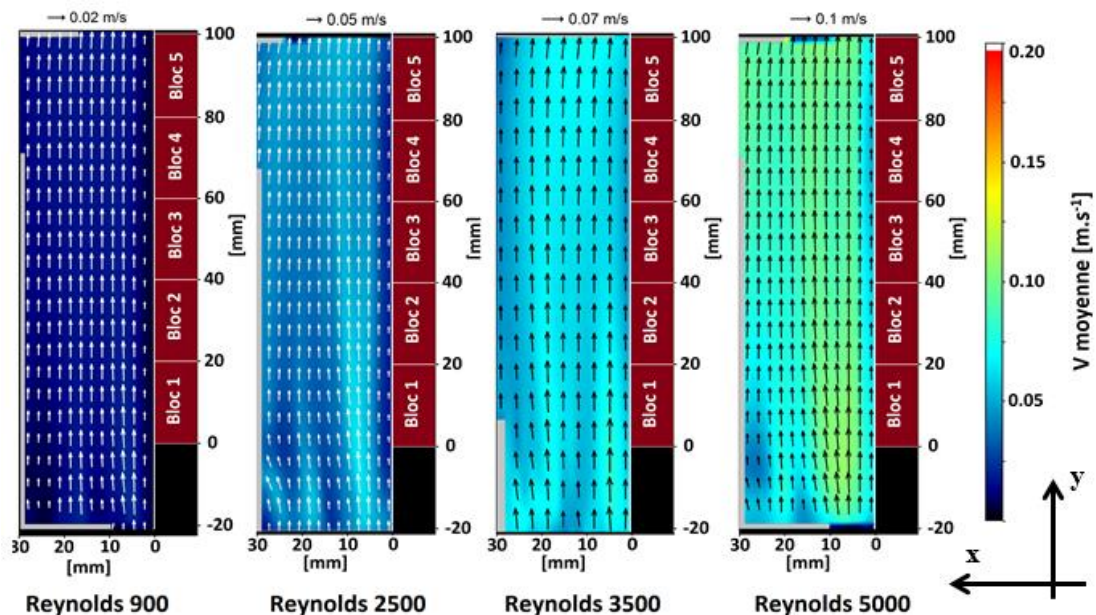 → 0.02 m/s
→ 0.05 m/s
→ 0.07 m/s
→ 0.1 m/s
100
80
60
40
20
0
-20
[mm]
Bloc 5
Bloc 4
Bloc 3
Bloc 2
Bloc 1
30 20 10 0
[mm]
Reynolds 900
100
80
60
40
20
0
-20
[mm]
Bloc 5
Bloc 4
Bloc 3
Bloc 2
Bloc 1
30 20 10 0
[mm]
Reynolds 2500
100
80
60
40
20
0
-20
[mm]
Bloc 5
Bloc 4
Bloc 3
Bloc 2
Bloc 1
30 20 10 0
[mm]
Reynolds 3500
100
80
60
40
20
0
-20
[mm]
Bloc 5
Bloc 4
Bloc 3
Bloc 2
Bloc 1
30 20 10 0
[mm]
Reynolds 5000
0.20
0.15
0.10
0.05
V moyenne [m.s⁻¹]
y
x